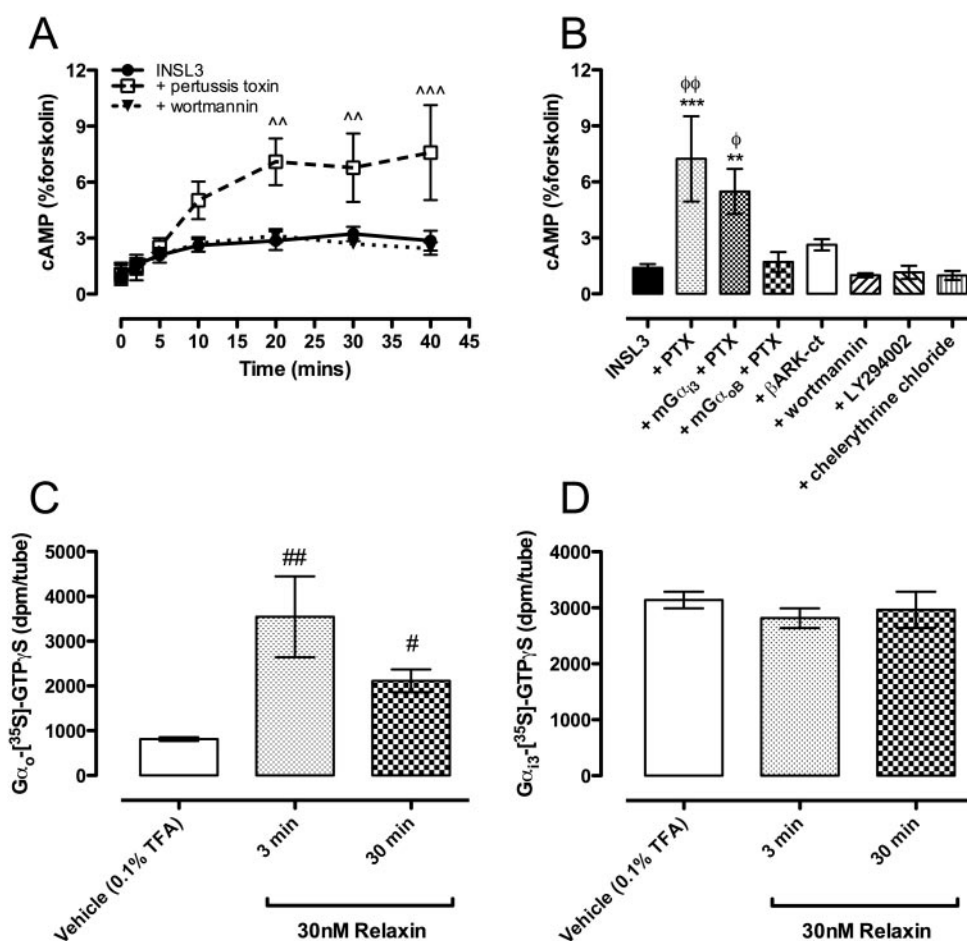 A
INSL3
+ pertussis toxin
+ wortmannin
12
9
6
3
0
cAMP (%forskolin)
^^
^^
^^^
0
5
10
15
20
25
30
35
40
45
Time (mins)
B
12
9
6
3
0
cAMP (%forskolin)
ϕϕ
***
ϕ
**
INSL3
+ PTX
+ mGα_i3 + PTX
+ mGα_oB + PTX
+ βARK-ct
+ wortmannin
+ LY294002
+ chelerythrine chloride
C
5000
4000
3000
2000
1000
0
Gα_o-[³⁵S]-GTPγS (dpm/tube)
##
#
Vehicle (0.1% TFA)
3 min
30 min
30nM Relaxin
D
4000
3000
2000
1000
0
Gα_i3-[³⁵S]-GTPγS (dpm/tube)
Vehicle (0.1% TFA)
3 min
30 min
30nM Relaxin